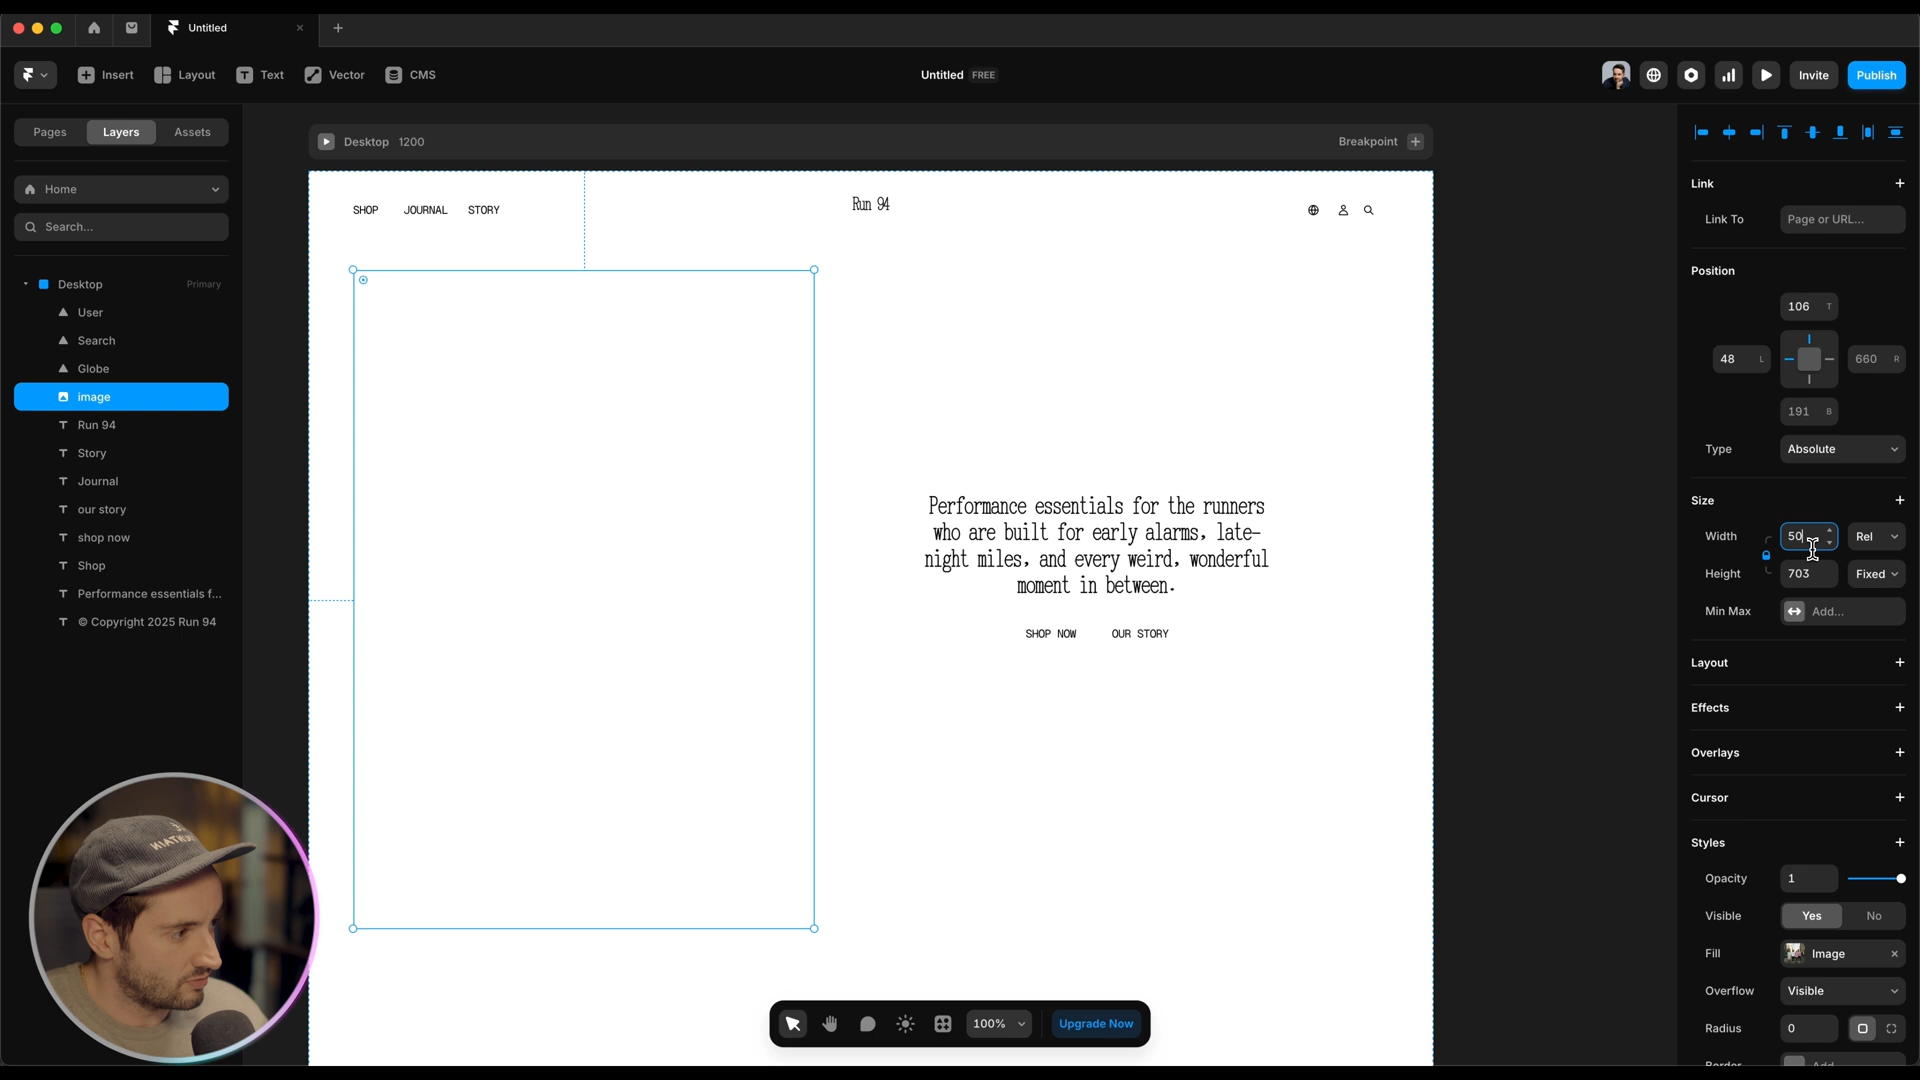 Untitled
Insert
Layout
Text
Vector
CMS
Untitled FREE
Invite
Publish
Pages
Layers
Assets
Home
Search...
Desktop
Primary
User
Search
Globe
image
Run 94
Story
Journal
our story
shop now
Shop
Performance essentials f...
© Copyright 2025 Run 94
Desktop 1200
Breakpoint
SHOP
JOURNAL
STORY
Run 94
Performance essentials for the runners
who are built for early alarms, late-
night miles, and every weird, wonderful
moment in between.
SHOP NOW
OUR STORY
100%
Upgrade Now
Link
Link To
Page or URL...
Position
106 T
48 L
660 R
191 B
Type
Absolute
Size
Width
50
Rel
Height
703
Fixed
Min Max
Add...
Layout
Effects
Overlays
Cursor
Styles
Opacity
1
Visible
Yes
No
Fill
Image
Overflow
Visible
Radius
0